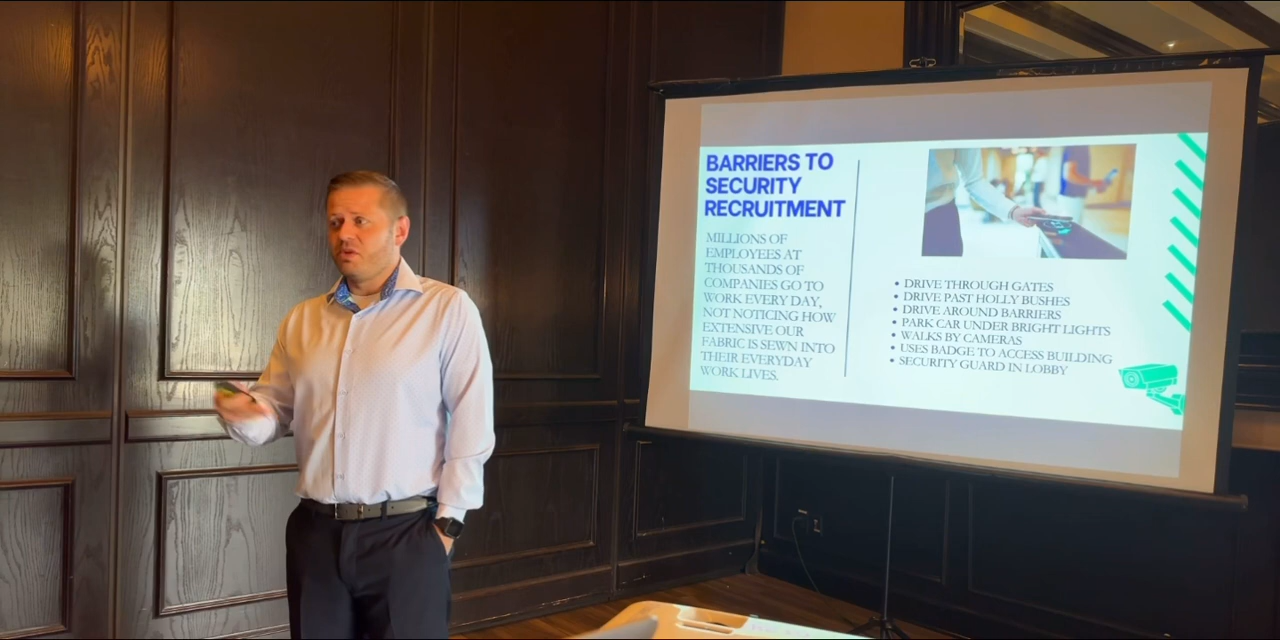 BARRIERS TO
SECURITY
RECRUITMENT
MILLIONS OF
EMPLOYEES AT
THOUSANDS OF
COMPANIES GO TO
WORK EVERY DAY,
NOT NOTICING HOW
EXTENSIVE OUR
FABRIC IS SEWN INTO
THEIR EVERYDAY
WORK LIVES.
• DRIVE THROUGH GATES
• DRIVE PAST HOLLY BUSHES
• DRIVE AROUND BARRIERS
• PARK CAR UNDER BRIGHT LIGHTS
• WALKS BY CAMERAS
• USES BADGE TO ACCESS BUILDING
• SECURITY GUARD IN LOBBY